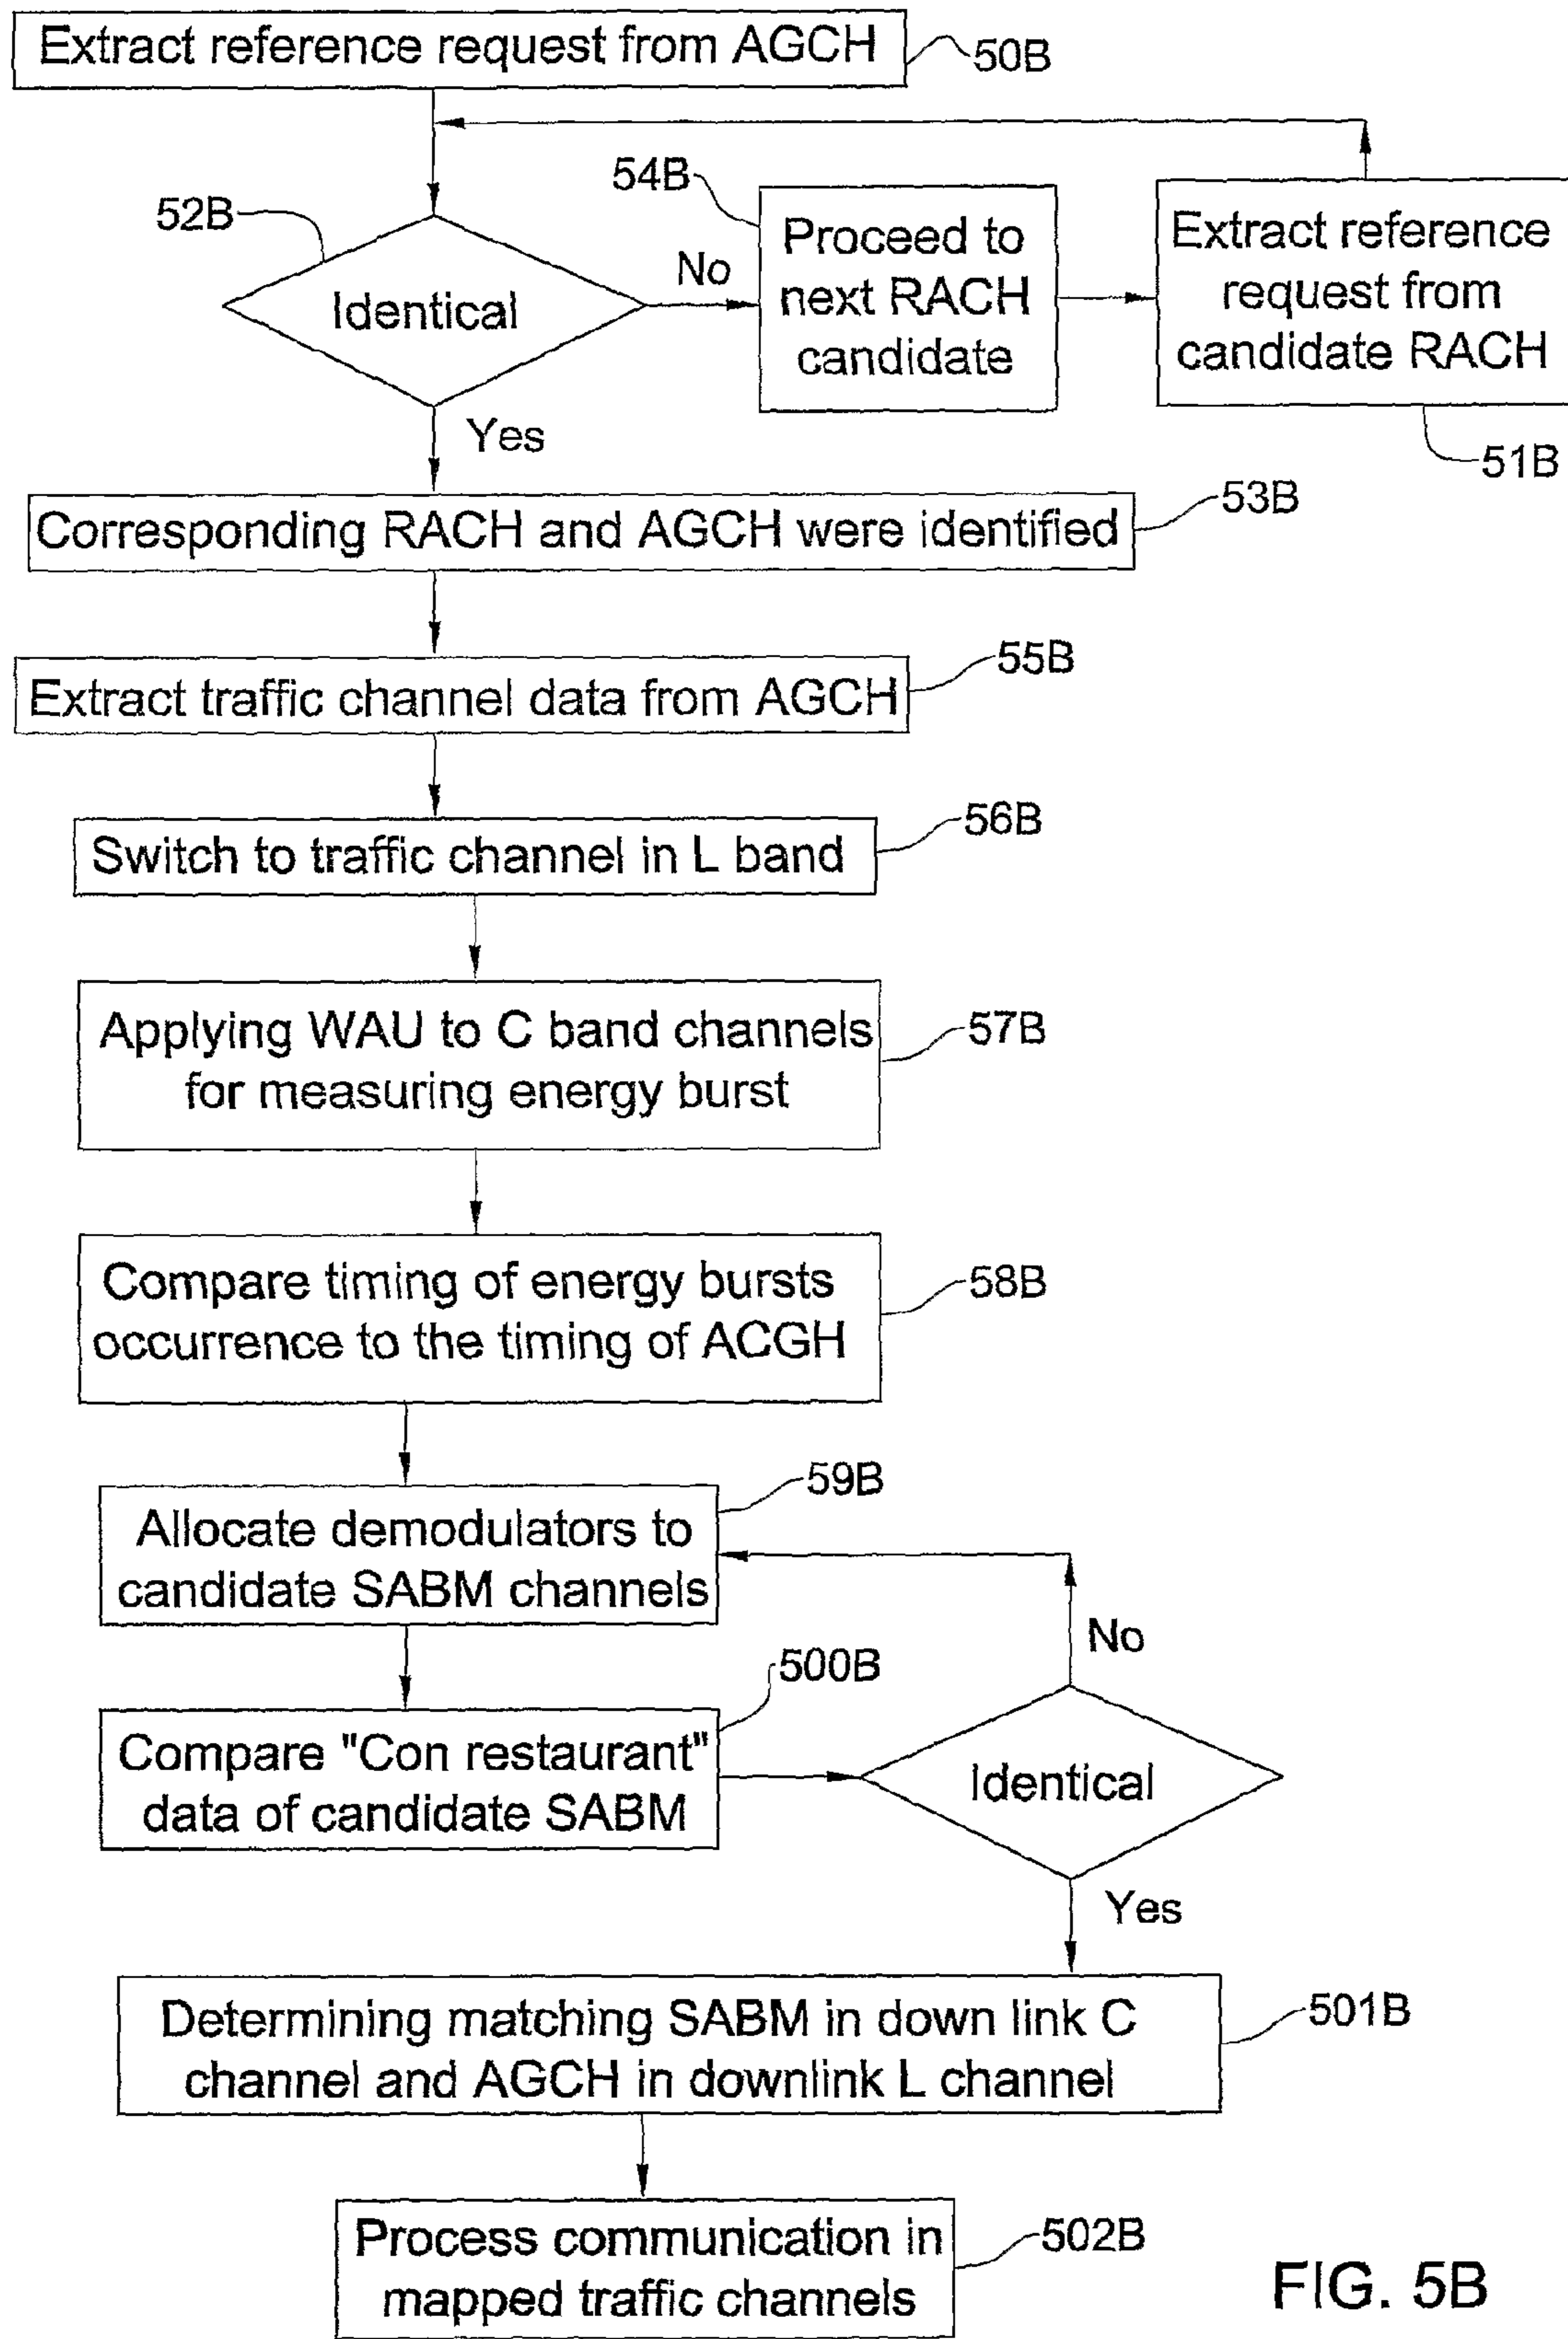 Extract reference request from AGCH
50B
52B
Identical
No
54B
Proceed to
next RACH
candidate
Extract reference
request from
candidate RACH
51B
Yes
Corresponding RACH and AGCH were identified
53B
Extract traffic channel data from AGCH
55B
Switch to traffic channel in L band
56B
Applying WAU to C band channels
for measuring energy burst
57B
Compare timing of energy bursts
occurrence to the timing of ACGH
58B
Allocate demodulators to
candidate SABM channels
59B
Compare "Con restaurant"
data of candidate SABM
500B
Identical
No
Yes
Determining matching SABM in down link C
channel and AGCH in downlink L channel
501B
Process communication in
mapped traffic channels
502B
FIG. 5B